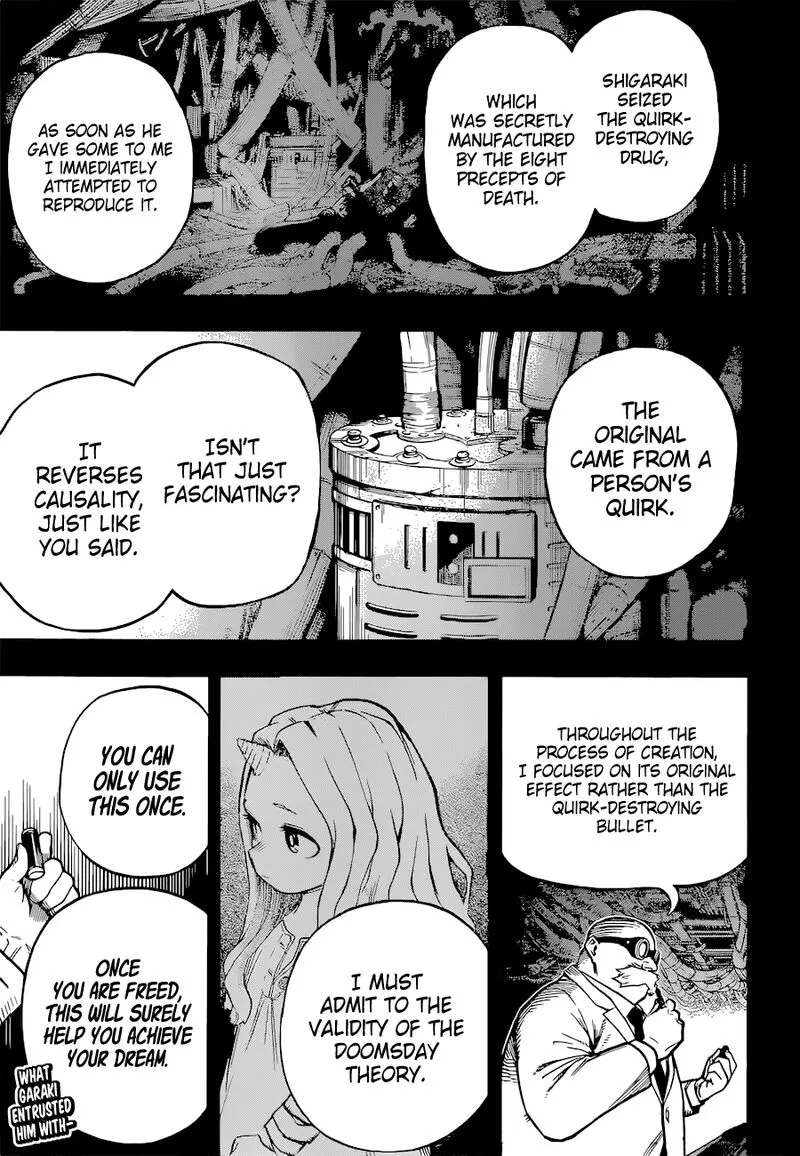 SHIGARAKI
SEIZED
THE QUIRK-
DESTROYING
DRUG,
WHICH
WAS SECRETLY
MANUFACTURED
BY THE EIGHT
PRECEPTS OF
DEATH.
AS SOON AS HE
GAVE SOME TO ME
I IMMEDIATELY
ATTEMPTED TO
REPRODUCE IT.
THE
ORIGINAL
CAME FROM A
PERSON'S
QUIRK.
ISN'T
THAT JUST
FASCINATING?
IT
REVERSES
CAUSALITY,
JUST LIKE
YOU SAID.
THROUGHOUT THE
PROCESS OF CREATION,
I FOCUSED ON ITS ORIGINAL
EFFECT RATHER THAN THE
QUIRK-DESTROYING
BULLET.
I MUST
ADMIT TO THE
VALIDITY OF THE
DOOMSDAY
THEORY.
YOU CAN
ONLY USE
THIS ONCE.
ONCE
YOU ARE FREED,
THIS WILL SURELY
HELP YOU ACHIEVE
YOUR DREAM.
WHAT
GARAKI
ENTRUSTED
HIM WITH-